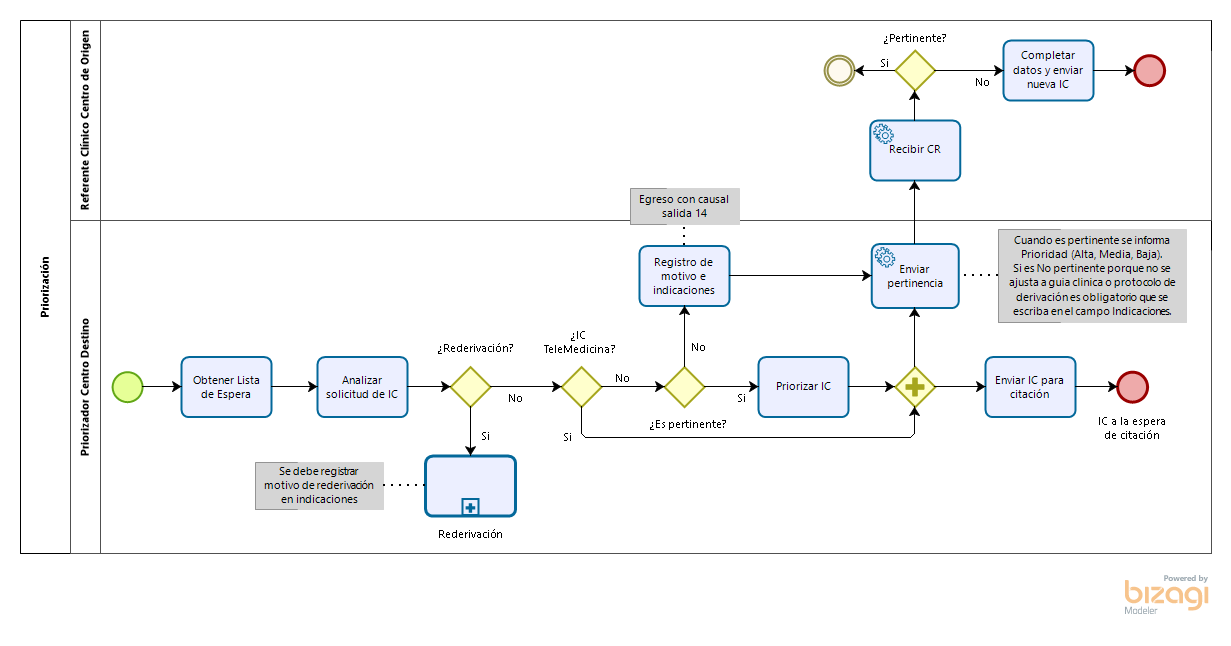 Priorización
Referente Clínico Centro de Origen
¿Pertinente?
Si
No
Completar
datos y enviar
nueva IC
Recibir CR
Priorizador Centro Destino
Egreso con causal
salida 14
Registro de
motivo e
indicaciones
Enviar
pertinencia
Cuando es pertinente se informa
Prioridad (Alta, Media, Baja).
Si es No pertinente porque no se
ajusta a guia clinica o protocolo de
derivación es obligatorio que se
escriba en el campo Indicaciones.
Obtener Lista
de Espera
Analizar
solicitud de IC
¿Rederivación?
No
Si
¿IC
TeleMedicina?
No
Si
No
Si
¿Es pertinente?
Priorizar IC
Enviar IC para
citación
IC a la espera
de citación
Se debe registrar
motivo de rederivación
en indicaciones
Rederivación
Powered by
bizagi
Modeler